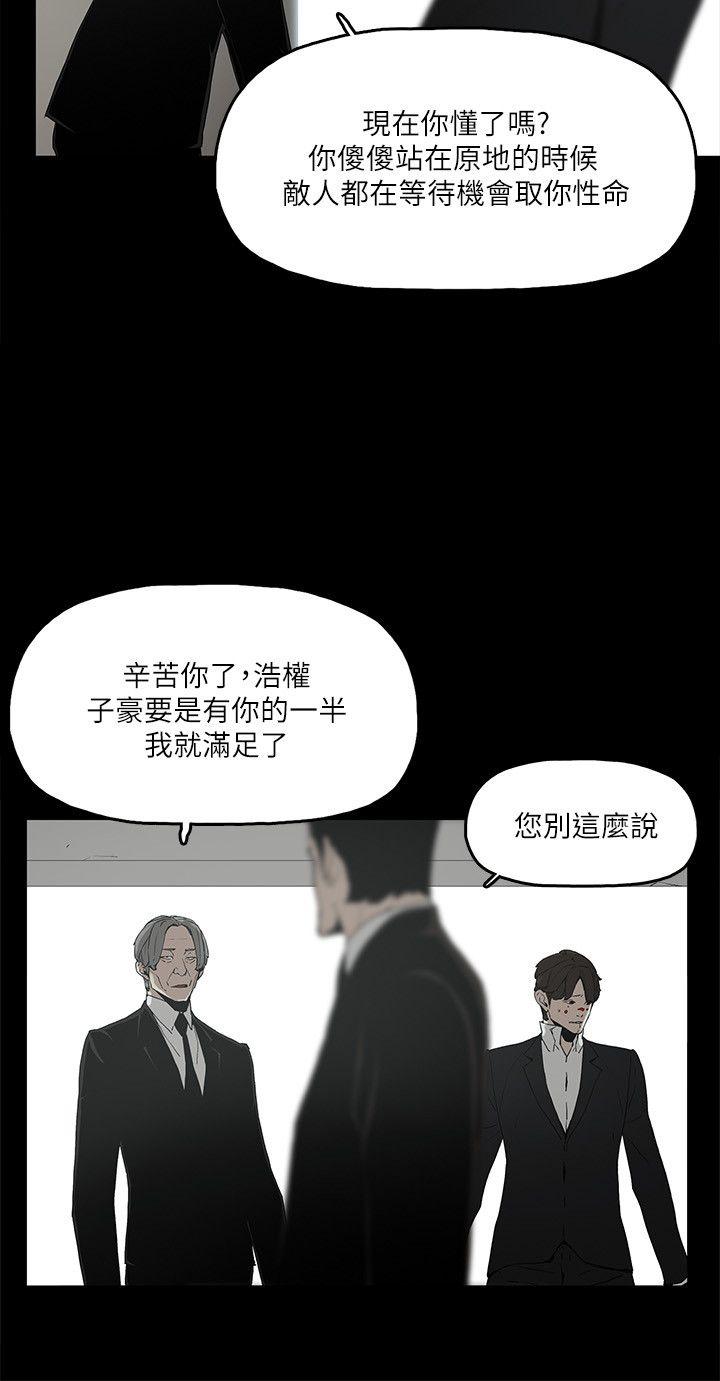 現在你懂了嗎?
你傻傻站在原地的時候
敵人都在等待機會取你性命
辛苦你了,浩權
子豪要是有你的一半
我就滿足了
您別這麼說